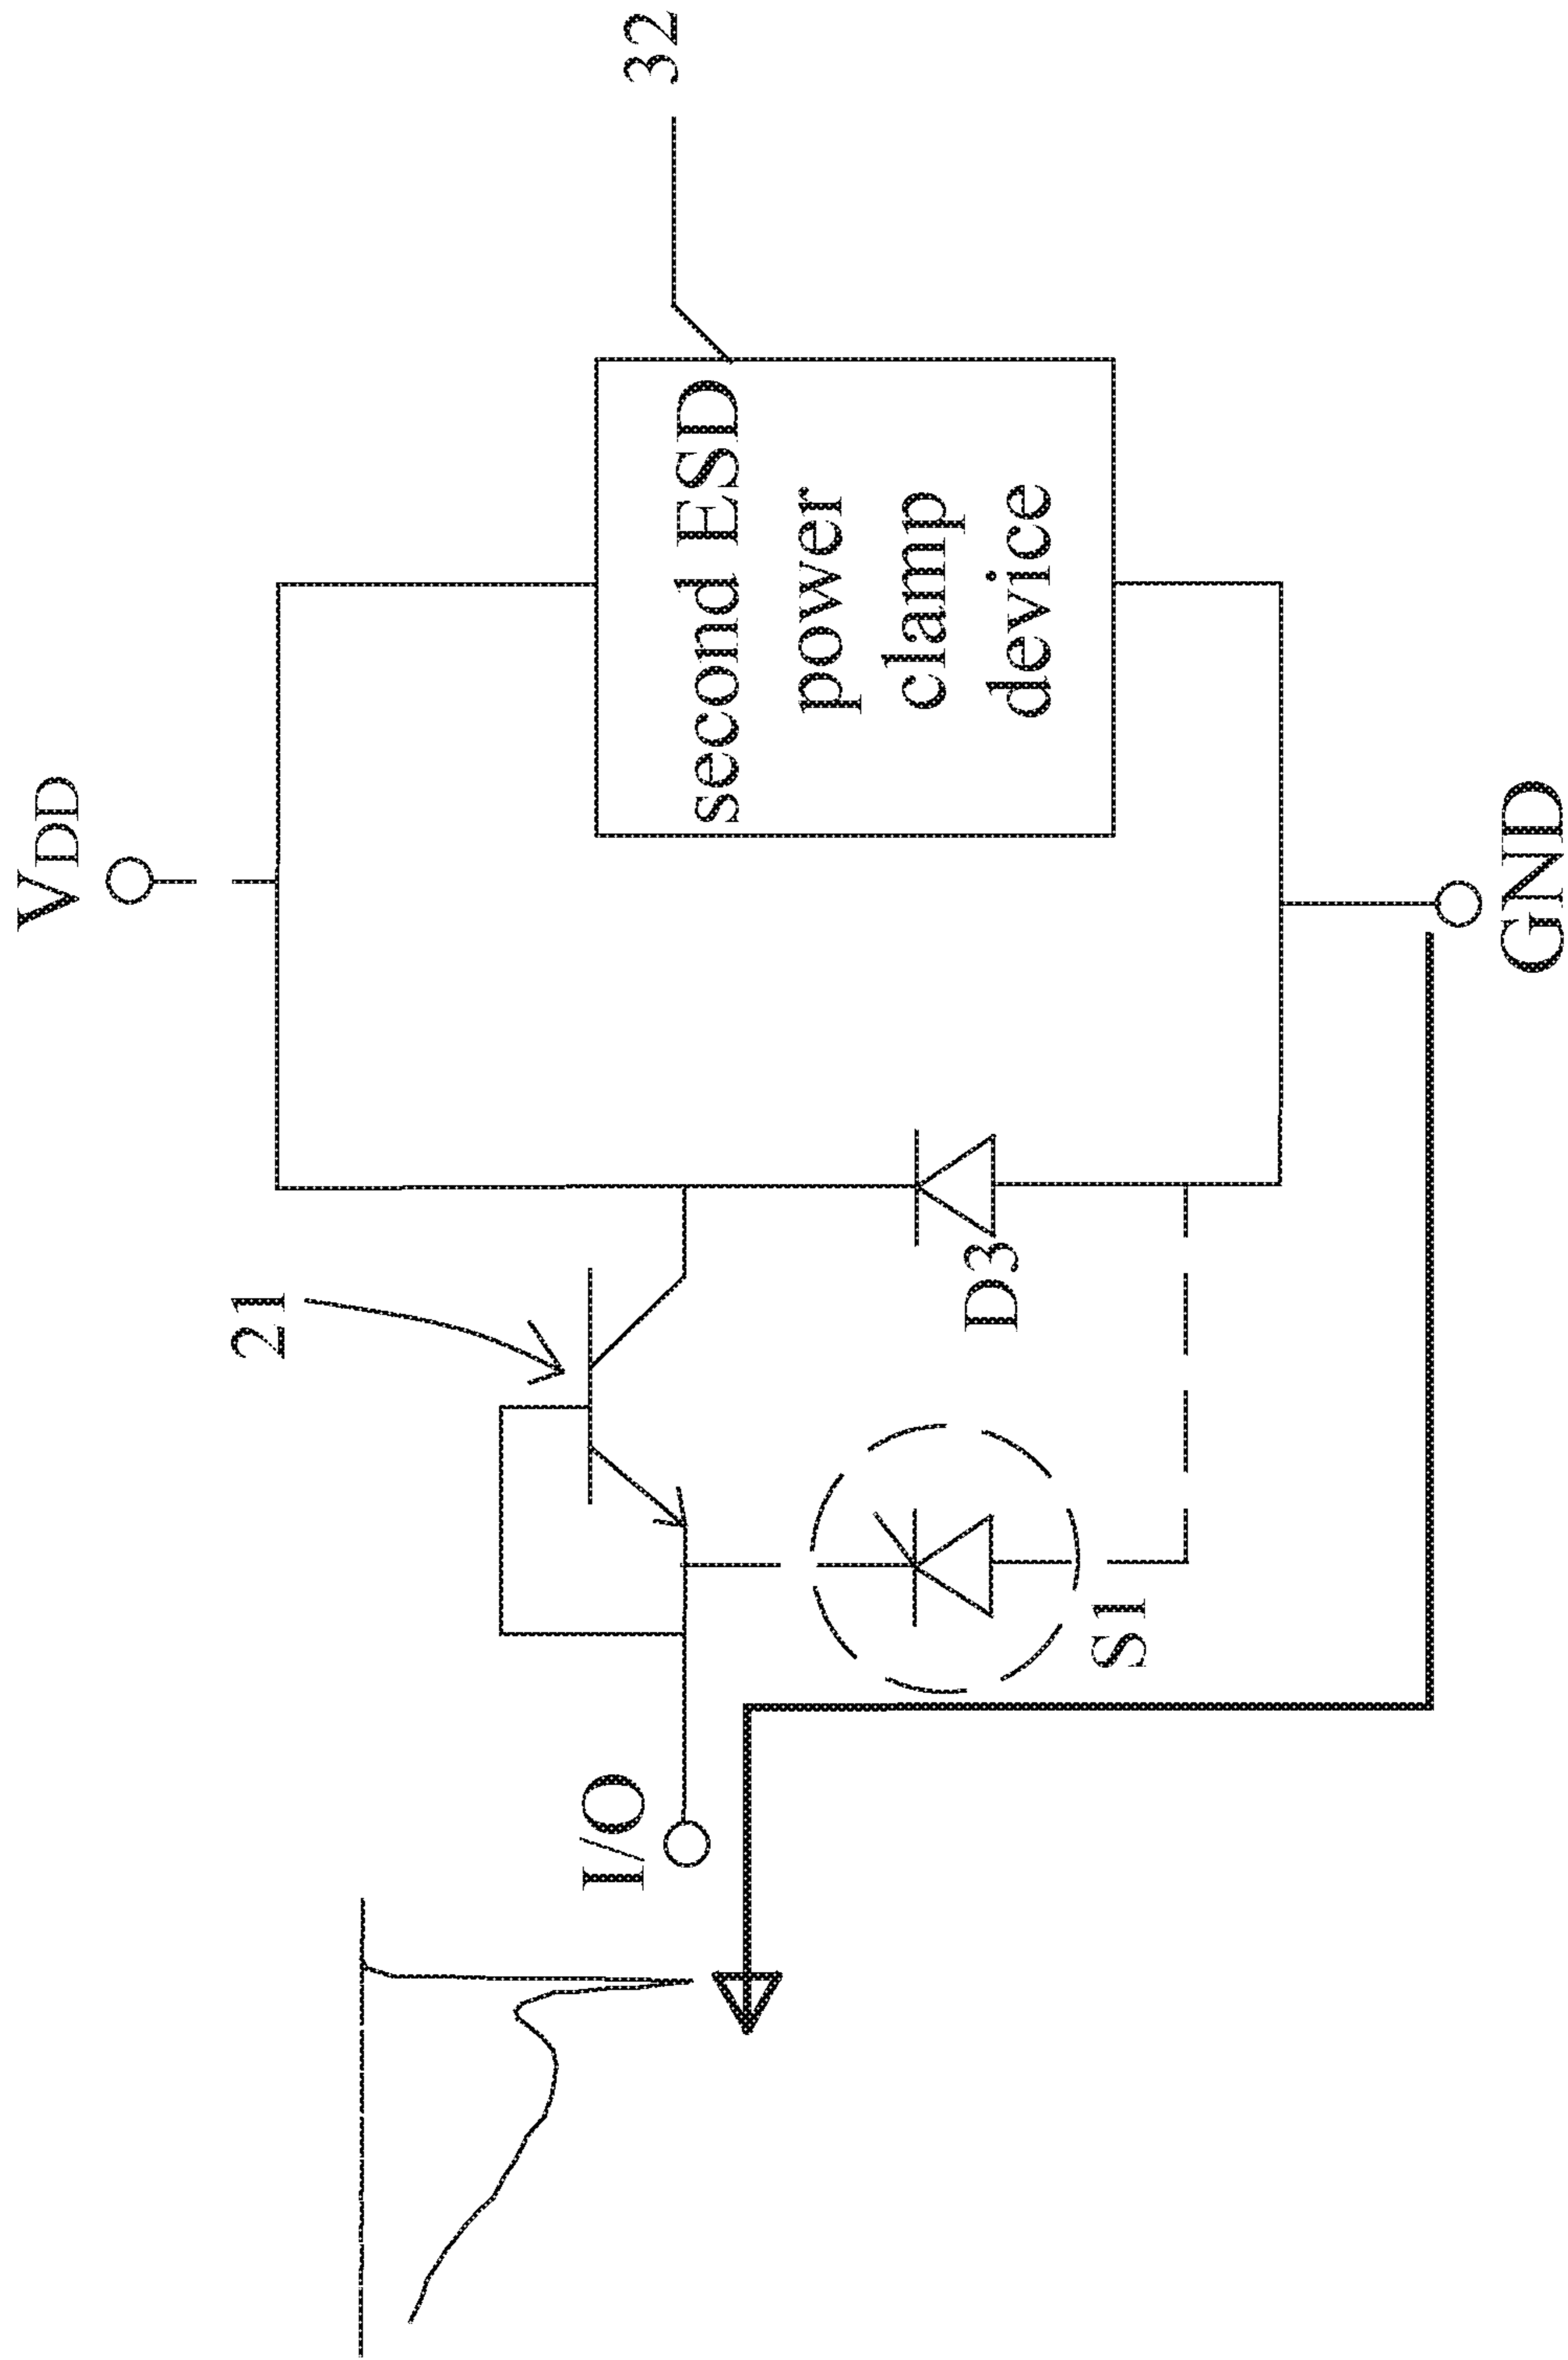 VDD
21
I/O
second ESD
power
clamp
device
32
D3
S1
GND